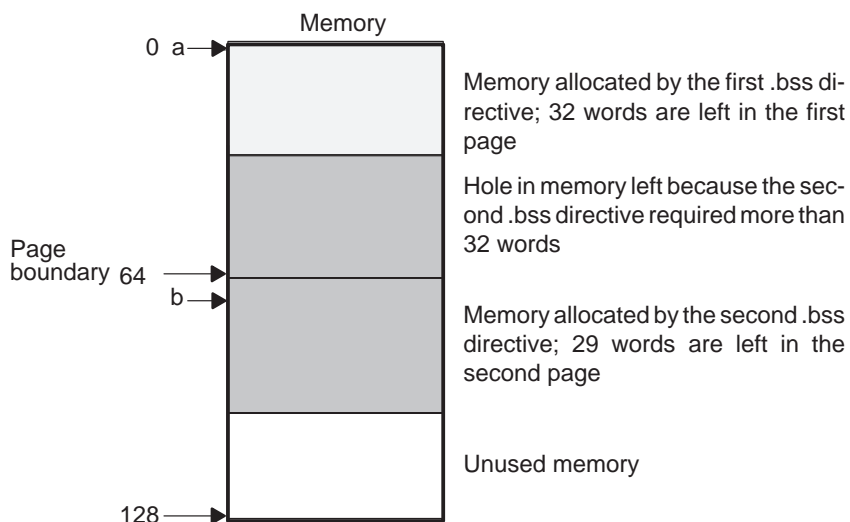 Memory
0 a
Memory allocated by the first .bss di-
rective; 32 words are left in the first
page
Hole in memory left because the sec-
ond .bss directive required more than
32 words
Page
boundary 64
b
Memory allocated by the second .bss
directive; 29 words are left in the
second page
Unused memory
128